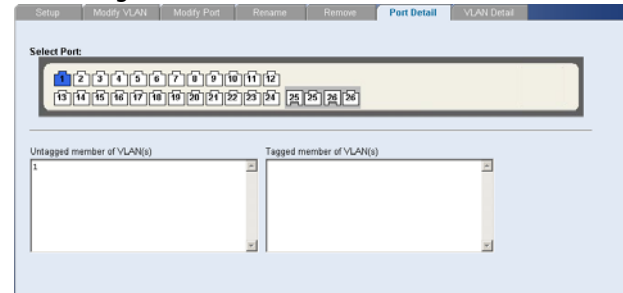 Setup Modify VLAN Modify Port Rename Remove Port Detail VLAN Detail
Select Port:
1 2 3 4 5 6 7 8 9 10 11 12
13 14 15 16 17 18 19 20 21 22 23 24 25 25 26 26
Untagged member of VLAN(s) Tagged member of VLAN(s)
1